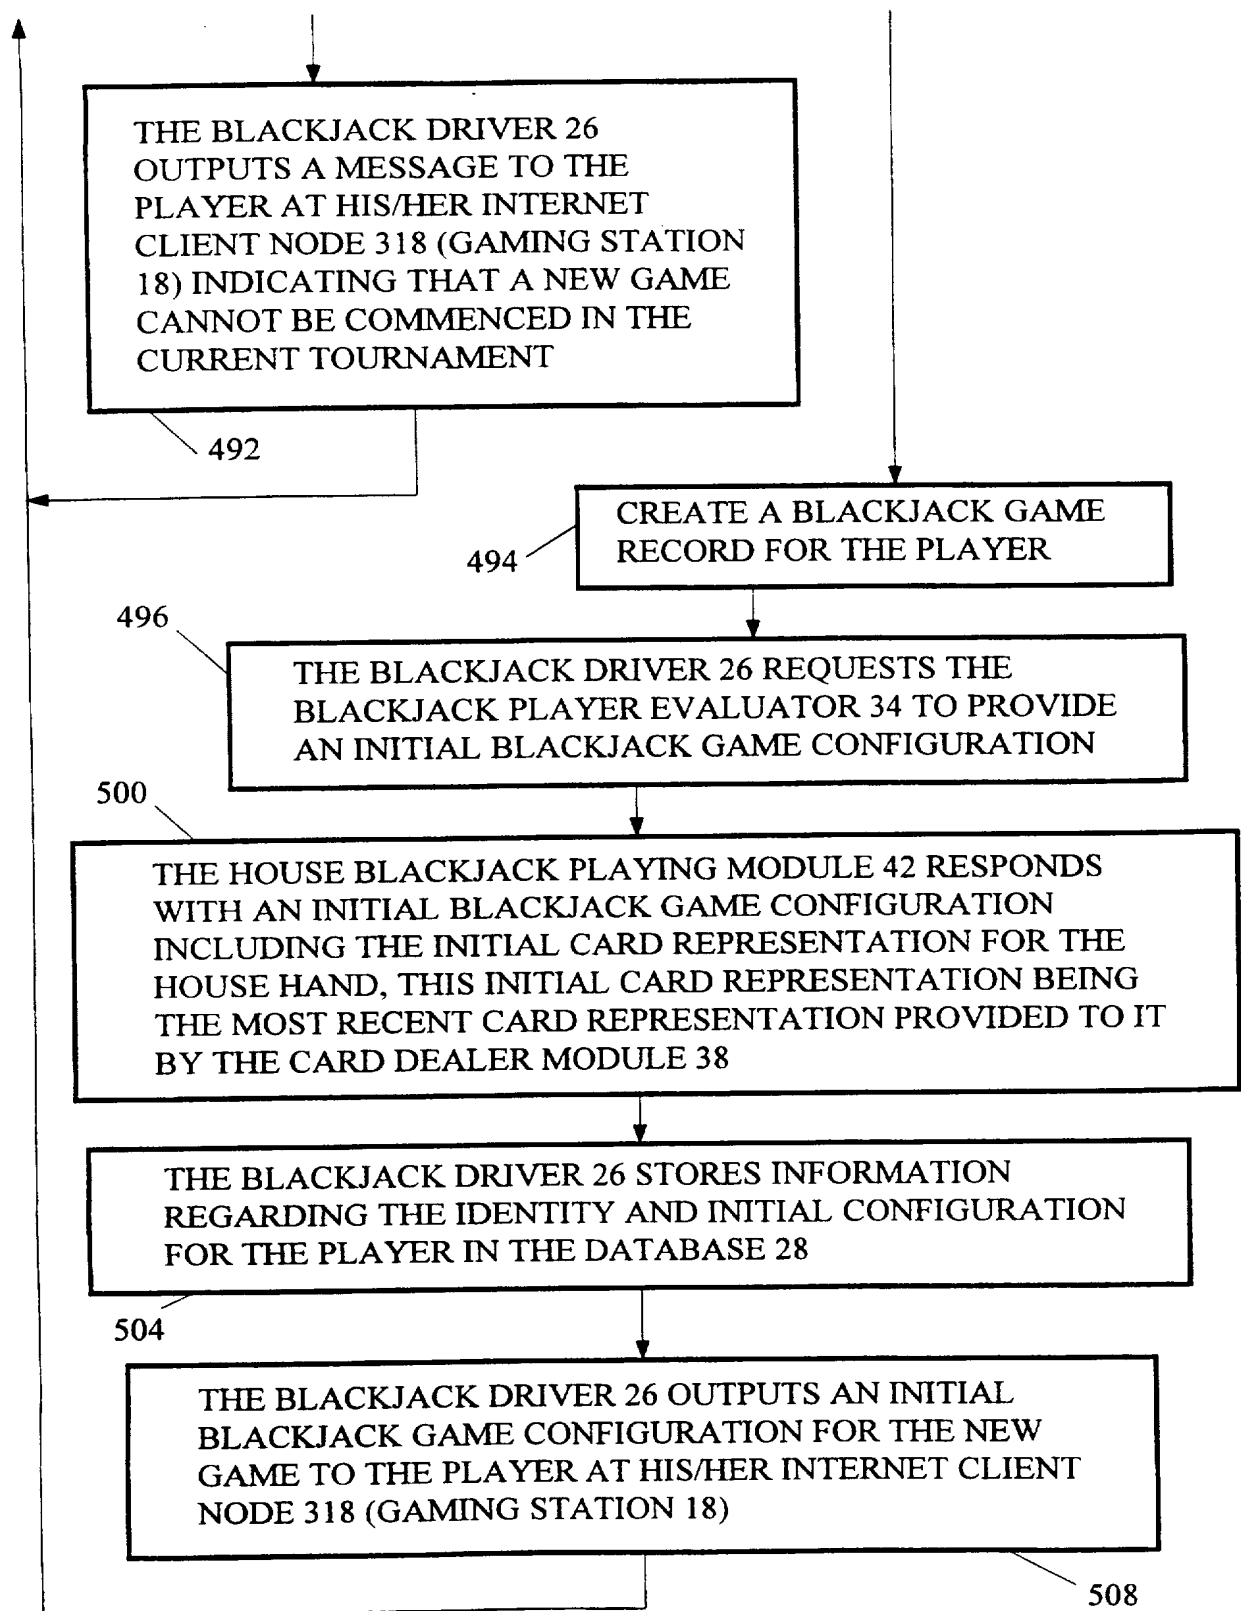 THE BLACKJACK DRIVER 26
OUTPUTS A MESSAGE TO THE
PLAYER AT HIS/HER INTERNET
CLIENT NODE 318 (GAMING STATION
18) INDICATING THAT A NEW GAME
CANNOT BE COMMENCED IN THE
CURRENT TOURNAMENT
492
CREATE A BLACKJACK GAME
RECORD FOR THE PLAYER
494
496
THE BLACKJACK DRIVER 26 REQUESTS THE
BLACKJACK PLAYER EVALUATOR 34 TO PROVIDE
AN INITIAL BLACKJACK GAME CONFIGURATION
500
THE HOUSE BLACKJACK PLAYING MODULE 42 RESPONDS
WITH AN INITIAL BLACKJACK GAME CONFIGURATION
INCLUDING THE INITIAL CARD REPRESENTATION FOR THE
HOUSE HAND, THIS INITIAL CARD REPRESENTATION BEING
THE MOST RECENT CARD REPRESENTATION PROVIDED TO IT
BY THE CARD DEALER MODULE 38
THE BLACKJACK DRIVER 26 STORES INFORMATION
REGARDING THE IDENTITY AND INITIAL CONFIGURATION
FOR THE PLAYER IN THE DATABASE 28
504
THE BLACKJACK DRIVER 26 OUTPUTS AN INITIAL
BLACKJACK GAME CONFIGURATION FOR THE NEW
GAME TO THE PLAYER AT HIS/HER INTERNET CLIENT
NODE 318 (GAMING STATION 18)
508